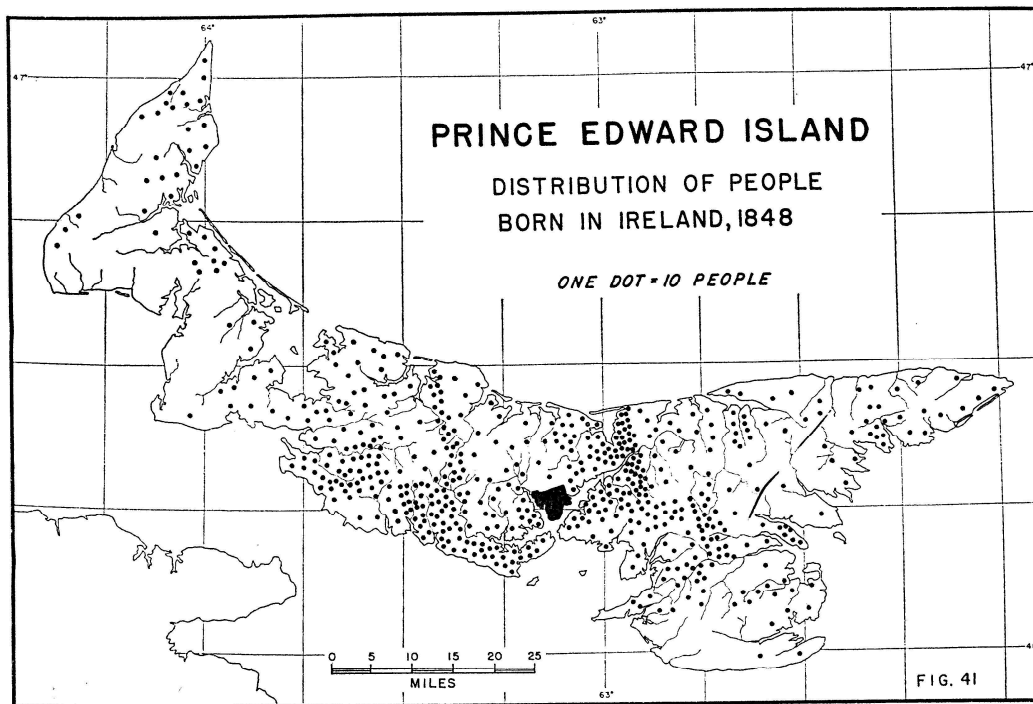 64°
63°
47°
47°
PRINCE EDWARD ISLAND
DISTRIBUTION OF PEOPLE
BORN IN IRELAND, 1848
ONE DOT = 10 PEOPLE
0 5 10 15 20 25
MILES
63°
FIG. 41